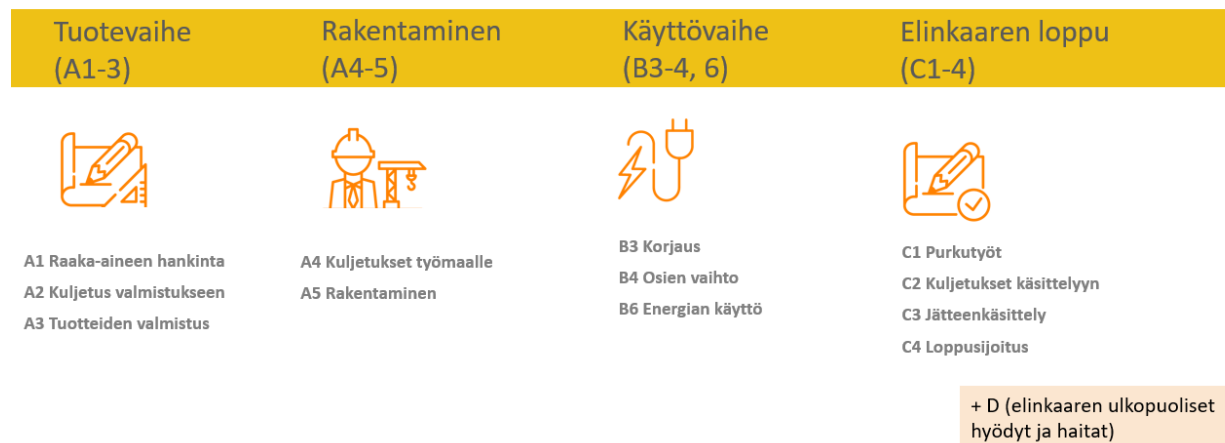 Tuotevaihe
(A1-3)
Rakentaminen
(A4-5)
Käyttövaihe
(B3-4, 6)
Elinkaaren loppu
(C1-4)
A1 Raaka-aineen hankinta
A2 Kuljetus valmistukseen
A3 Tuotteiden valmistus
A4 Kuljetukset työmaalle
A5 Rakentaminen
B3 Korjaus
B4 Osien vaihto
B6 Energian käyttö
C1 Purkutyöt
C2 Kuljetukset käsittelyyn
C3 Jätteenkäsittely
C4 Loppusijoitus
+ D (elinkaaren ulkopuoliset
hyödyt ja haitat)